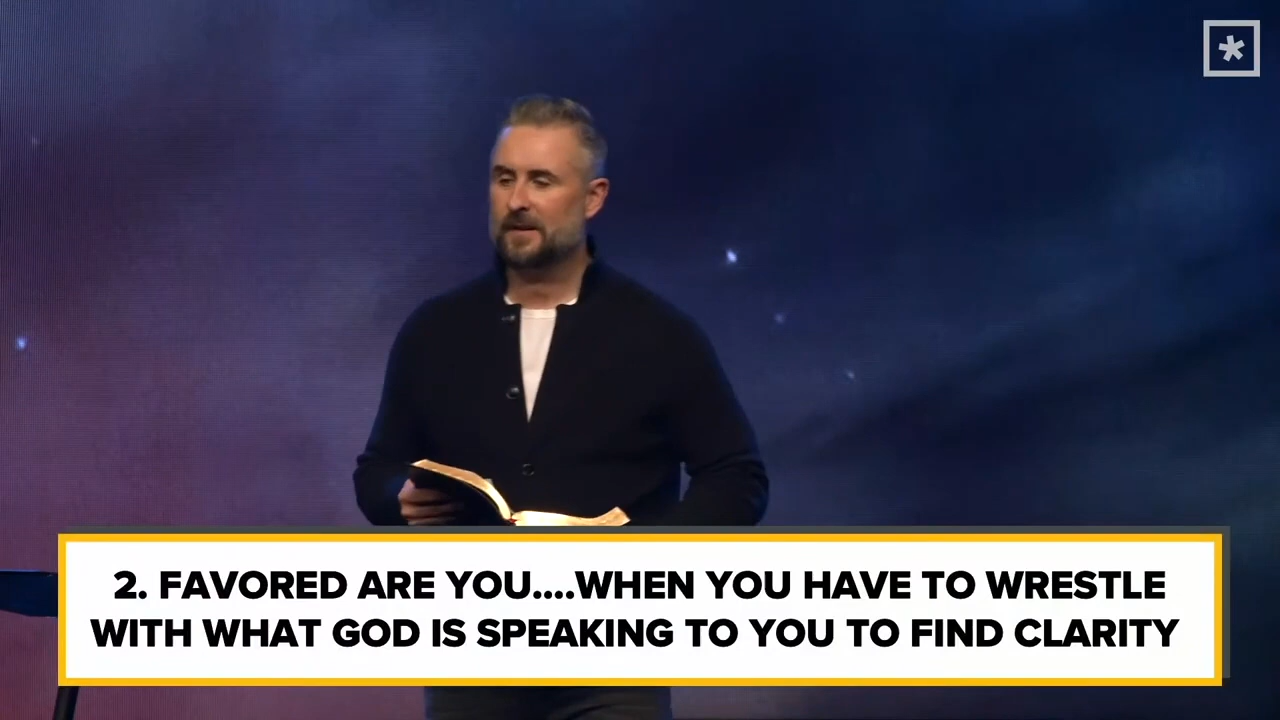 2. FAVORED ARE YOU....WHEN YOU HAVE TO WRESTLE
WITH WHAT GOD IS SPEAKING TO YOU TO FIND CLARITY